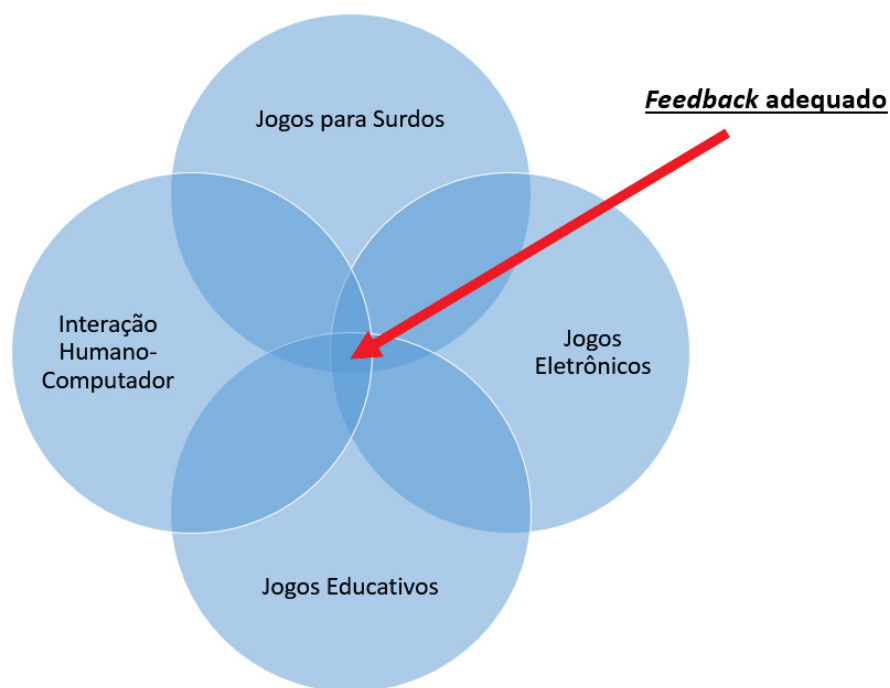 Feedback adequado
Jogos para Surdos
Interação
Humano-
Computador
Jogos
Eletrônicos
Jogos Educativos